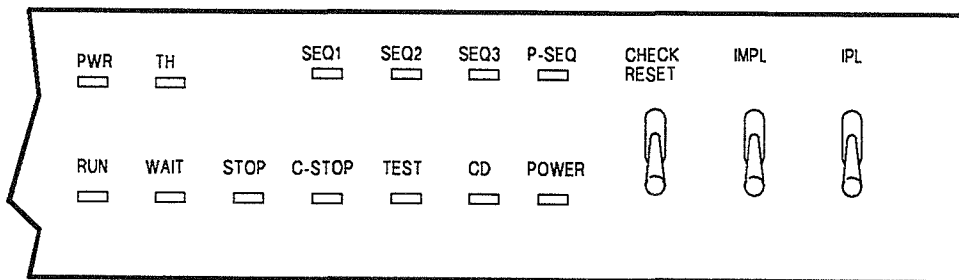 PWR TH SEQ1 SEQ2 SEQ3 P-SEQ CHECK RESET IMPL IPL
RUN WAIT STOP C-STOP TEST CD POWER